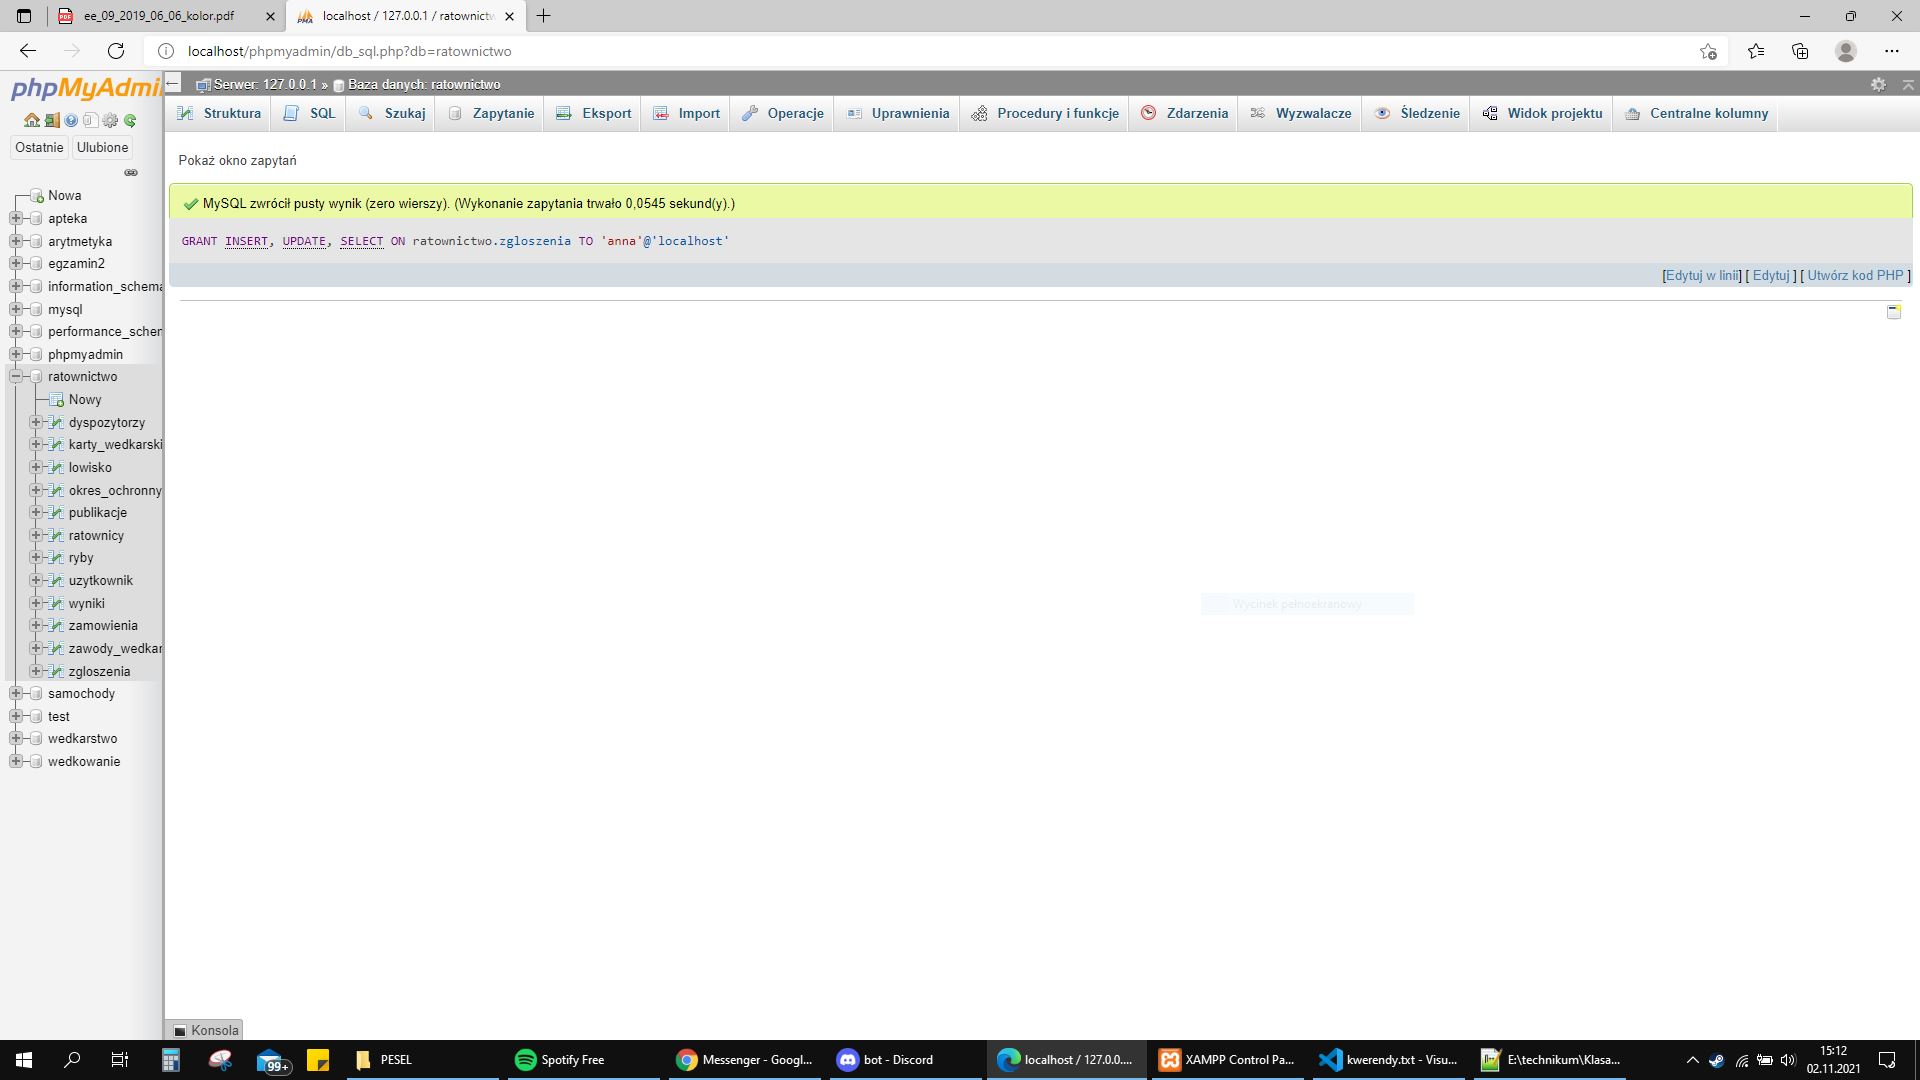 ee_09_2019_06_06_kolor.pdf
localhost / 127.0.0.1 / ratownictw
localhost/phpmyadmin/db_sql.php?db=ratownictwo
phpMyAdmin
Serwer: 127.0.0.1 » Baza danych: ratownictwo
Struktura SQL Szukaj Zapytanie Eksport Import Operacje Uprawnienia Procedury i funkcje Zdarzenia Wyzwalacze Śledzenie Widok projektu Centralne kolumny
Ostatnie Ulubione
Pokaż okno zapytań
MySQL zwrócił pusty wynik (zero wierszy). (Wykonanie zapytania trwało 0,0545 sekund(y).)
GRANT INSERT, UPDATE, SELECT ON ratownictwo.zgloszenia TO 'anna'@'localhost'
[Edytuj w linii] [ Edytuj ] [ Utwórz kod PHP ]
Nowa
apteka
arytmetyka
egzamin2
information_schema
mysql
performance_schem
phpmyadmin
ratownictwo
Nowy
dyspozytorzy
karty_wedkarski
lowisko
okres_ochronny
publikacje
ratownicy
ryby
uzytkownik
wyniki
zamowienia
zawody_wedkar
zgloszenia
samochody
test
wedkarstwo
wedkowanie
Wycinek pełnoekranowy
Konsola
99+
PESEL
Spotify Free
Messenger - Googl...
bot - Discord
localhost / 127.0.0....
XAMPP Control Pa...
kwerendy.txt - Visu...
E:\technikum\Klasa...
15:12
02.11.2021